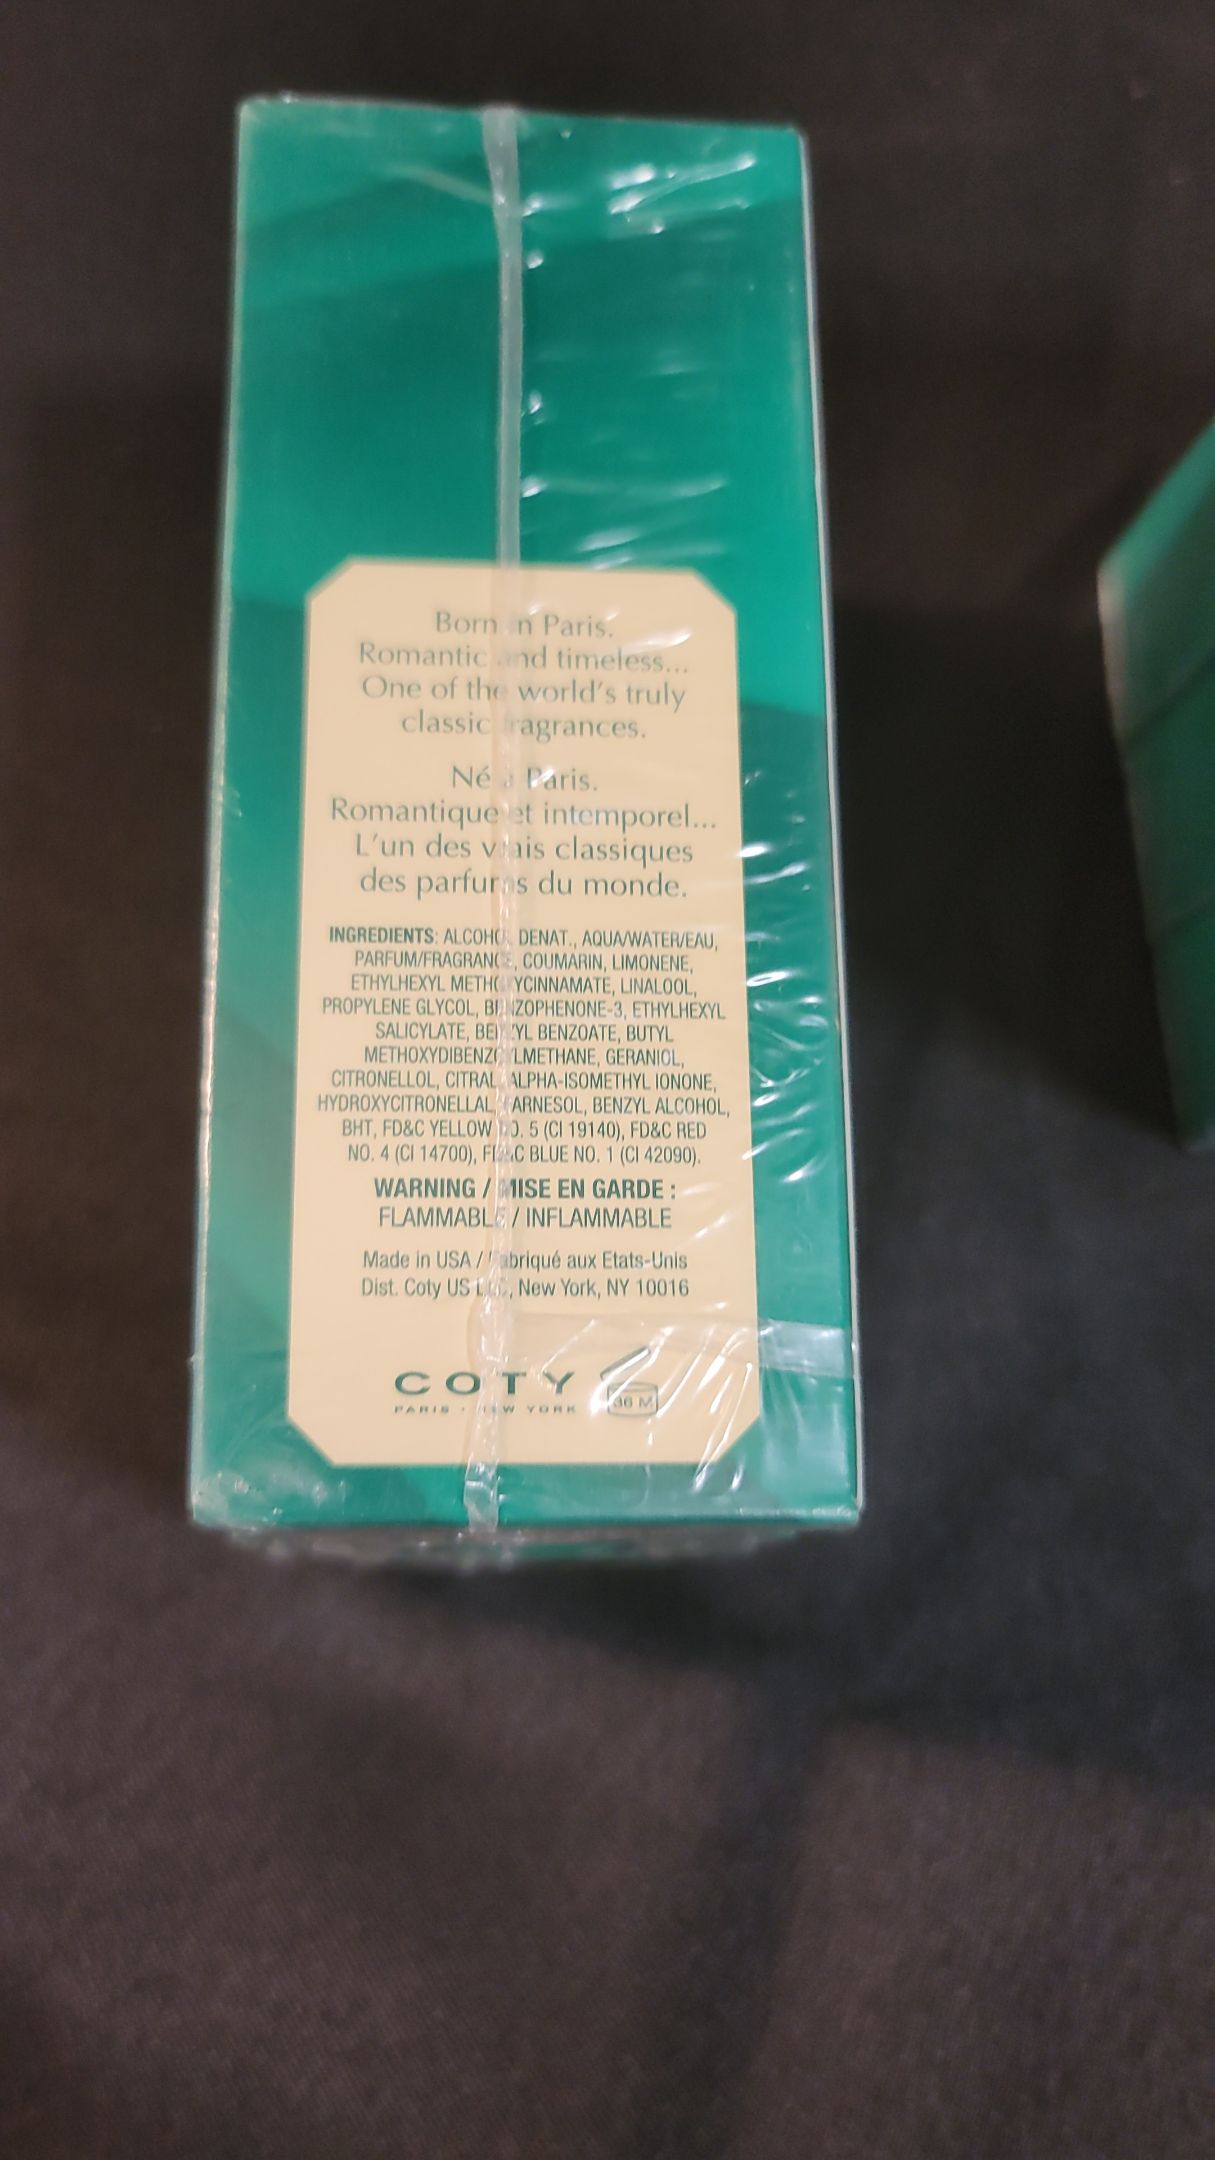 Born in Paris.
Romantic and timeless...
One of the world's truly
classic fragrances.
Né à Paris.
Romantique et intemporel...
L'un des vrais classiques
des parfums du monde.
INGREDIENTS: ALCOHOL DENAT., AQUA/WATER/EAU,
PARFUM/FRAGRANCE, COUMARIN, LIMONENE,
ETHYLHEXYL METHOXYCINNAMATE, LINALOOL,
PROPYLENE GLYCOL, BENZOPHENONE-3, ETHYLHEXYL
SALICYLATE, BENZYL BENZOATE, BUTYL
METHOXYDIBENZOYLMETHANE, GERANIOL,
CITRONELLOL, CITRAL, ALPHA-ISOMETHYL IONONE,
HYDROXYCITRONELLAL, FARNESOL, BENZYL ALCOHOL,
BHT, FD&C YELLOW NO. 5 (CI 19140), FD&C RED
NO. 4 (CI 14700), FD&C BLUE NO. 1 (CI 42090).
WARNING / MISE EN GARDE :
FLAMMABLE / INFLAMMABLE
Made in USA / Fabriqué aux Etats-Unis
Dist. Coty US LLC, New York, NY 10016
COTY
PARIS · NEW YORK
36 M